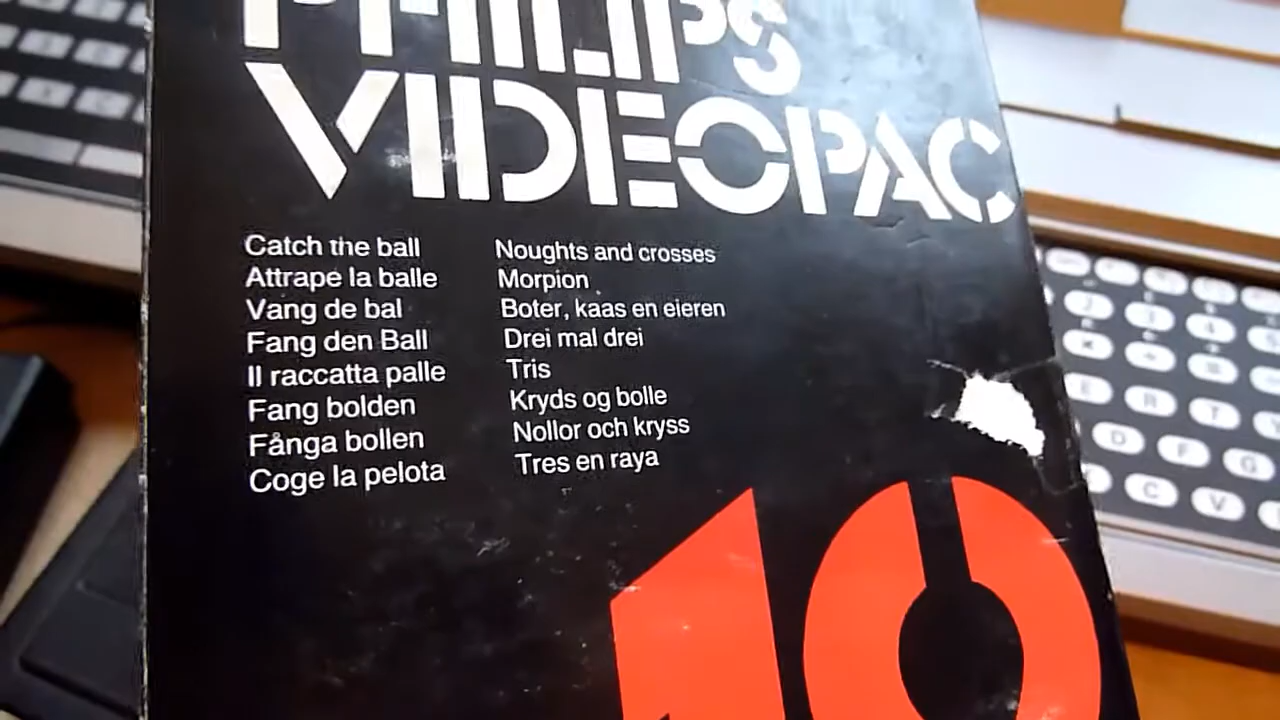 PHILIPS
VIDEOPAC
Catch the ball
Attrape la balle
Vang de bal
Fang den Ball
Il raccatta palle
Fang bolden
Fånga bollen
Coge la pelota
Noughts and crosses
Morpion
Boter, kaas en eieren
Drei mal drei
Tris
Kryds og bolle
Nollor och kryss
Tres en raya
10
E R T
D F G
C V